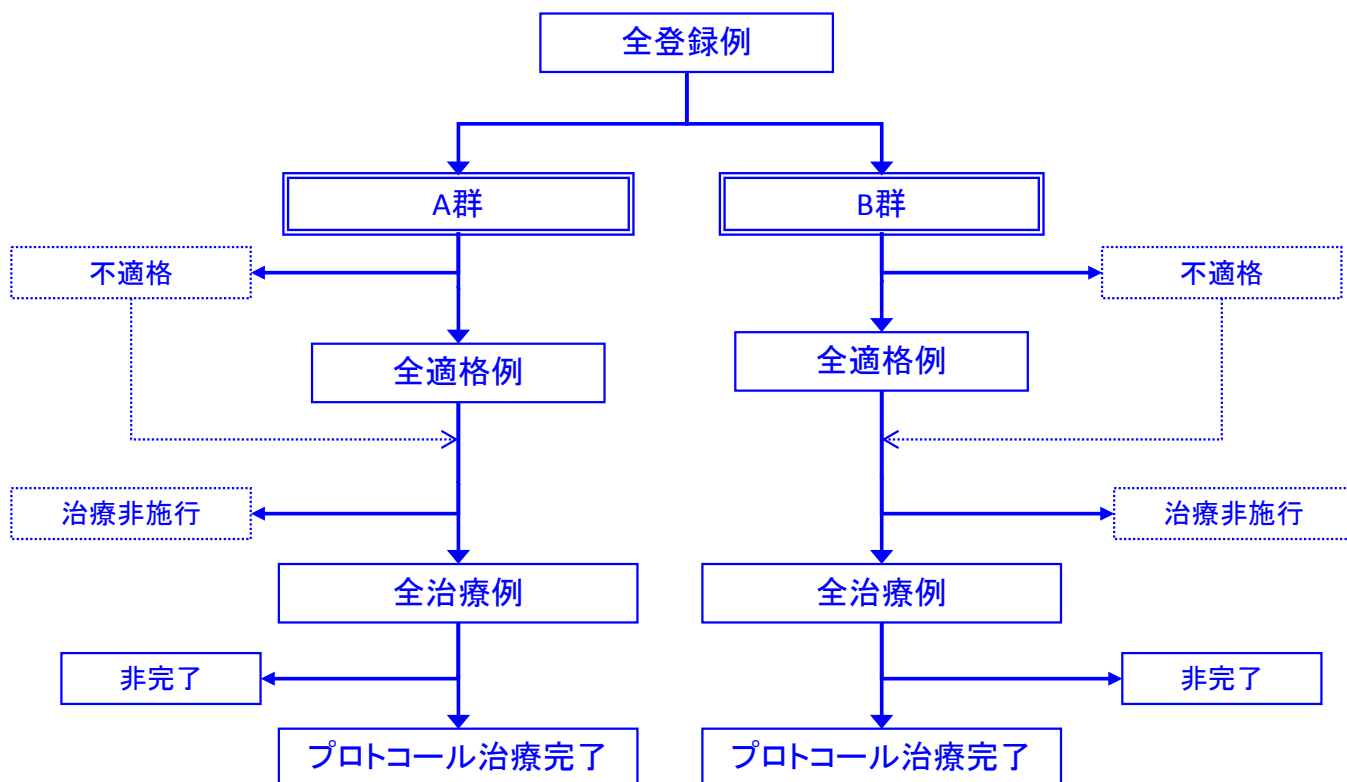 全登録例
A群
B群
不適格
不適格
全適格例
全適格例
治療非施行
治療非施行
全治療例
全治療例
非完了
非完了
プロトコール治療完了
プロトコール治療完了